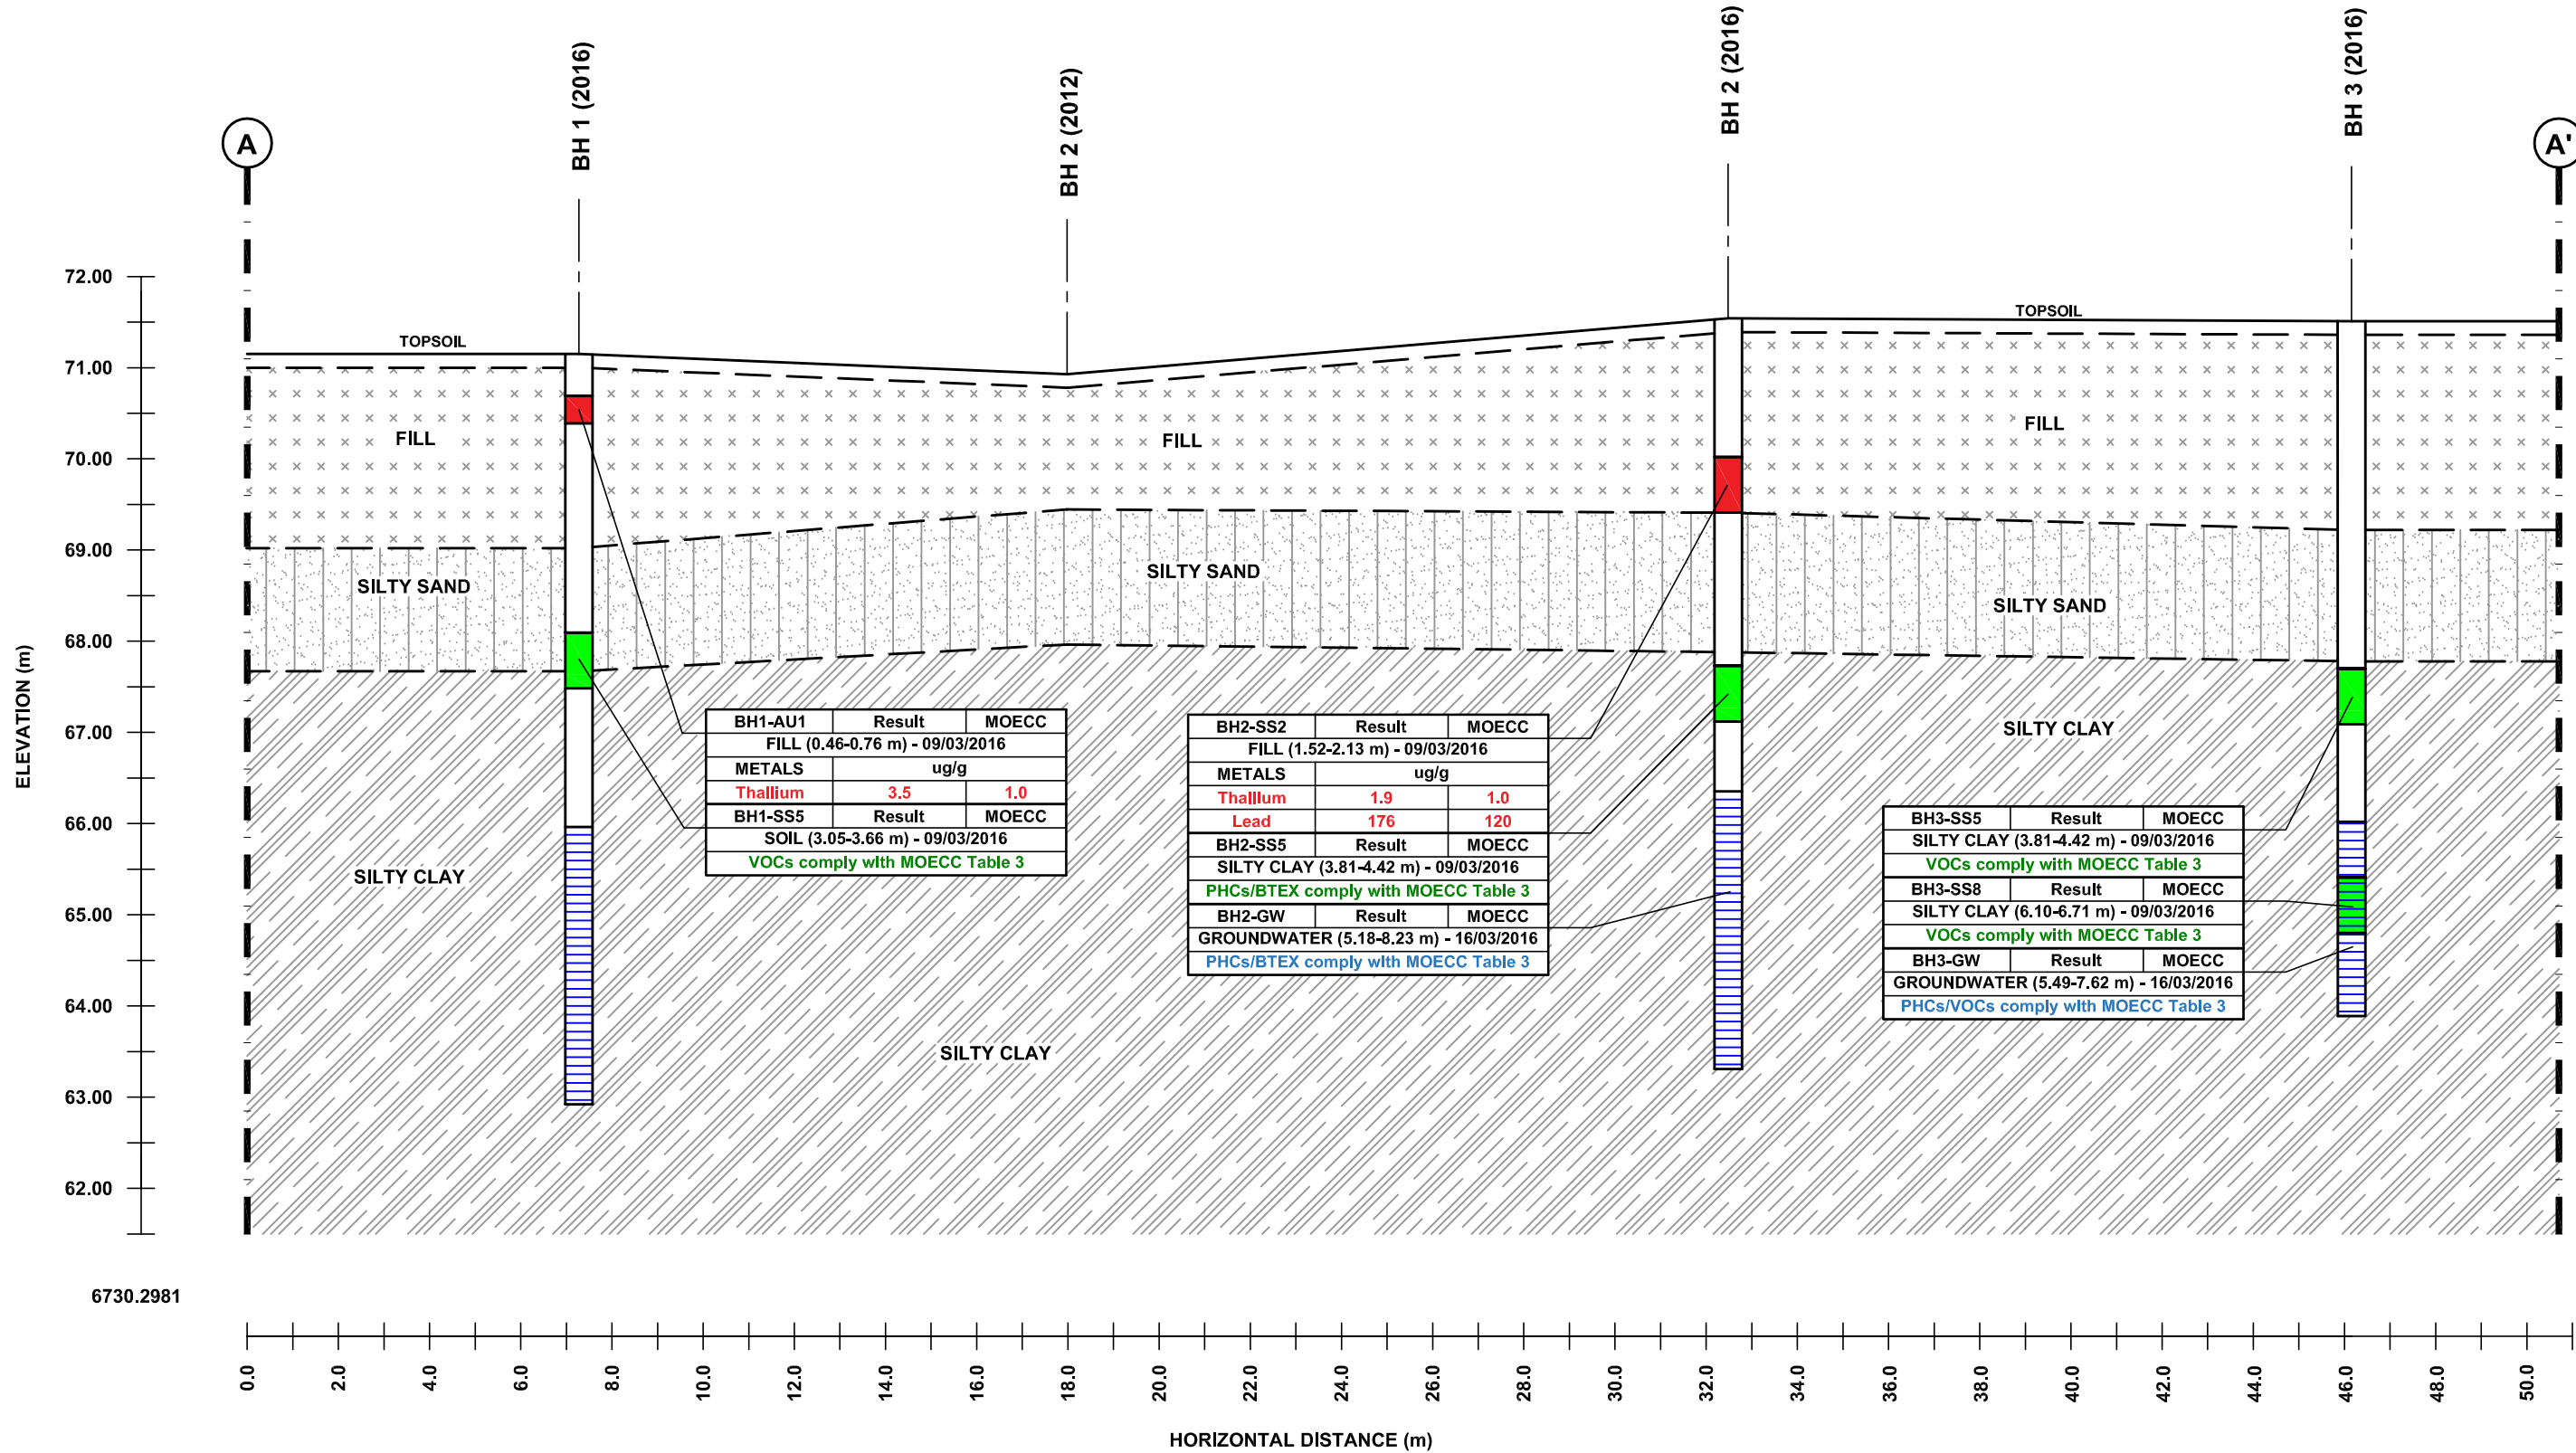 BH 1 (2016)
BH 2 (2012)
BH 2 (2016)
BH 3 (2016)
A
A'
72.00
71.00
70.00
69.00
68.00
67.00
66.00
65.00
64.00
63.00
62.00
ELEVATION (m)
TOPSOIL
TOPSOIL
FILL
FILL
FILL
SILTY SAND
SILTY SAND
SILTY SAND
SILTY CLAY
SILTY CLAY
SILTY CLAY
BH1-AU1 Result MOECC
FILL (0.46-0.76 m) - 09/03/2016
METALS ug/g
Thallium 3.5 1.0
BH1-SS5 Result MOECC
SOIL (3.05-3.66 m) - 09/03/2016
VOCs comply with MOECC Table 3
BH2-SS2 Result MOECC
FILL (1.52-2.13 m) - 09/03/2016
METALS ug/g
Thallium 1.9 1.0
Lead 176 120
BH2-SS5 Result MOECC
SILTY CLAY (3.81-4.42 m) - 09/03/2016
PHCs/BTEX comply with MOECC Table 3
BH2-GW Result MOECC
GROUNDWATER (5.18-8.23 m) - 16/03/2016
PHCs/BTEX comply with MOECC Table 3
BH3-SS5 Result MOECC
SILTY CLAY (3.81-4.42 m) - 09/03/2016
VOCs comply with MOECC Table 3
BH3-SS8 Result MOECC
SILTY CLAY (6.10-6.71 m) - 09/03/2016
VOCs comply with MOECC Table 3
BH3-GW Result MOECC
GROUNDWATER (5.49-7.62 m) - 16/03/2016
PHCs/VOCs comply with MOECC Table 3
6730.2981
0.0 2.0 4.0 6.0 8.0 10.0 12.0 14.0 16.0 18.0 20.0 22.0 24.0 26.0 28.0 30.0 32.0 34.0 36.0 38.0 40.0 42.0 44.0 46.0 48.0 50.0
HORIZONTAL DISTANCE (m)